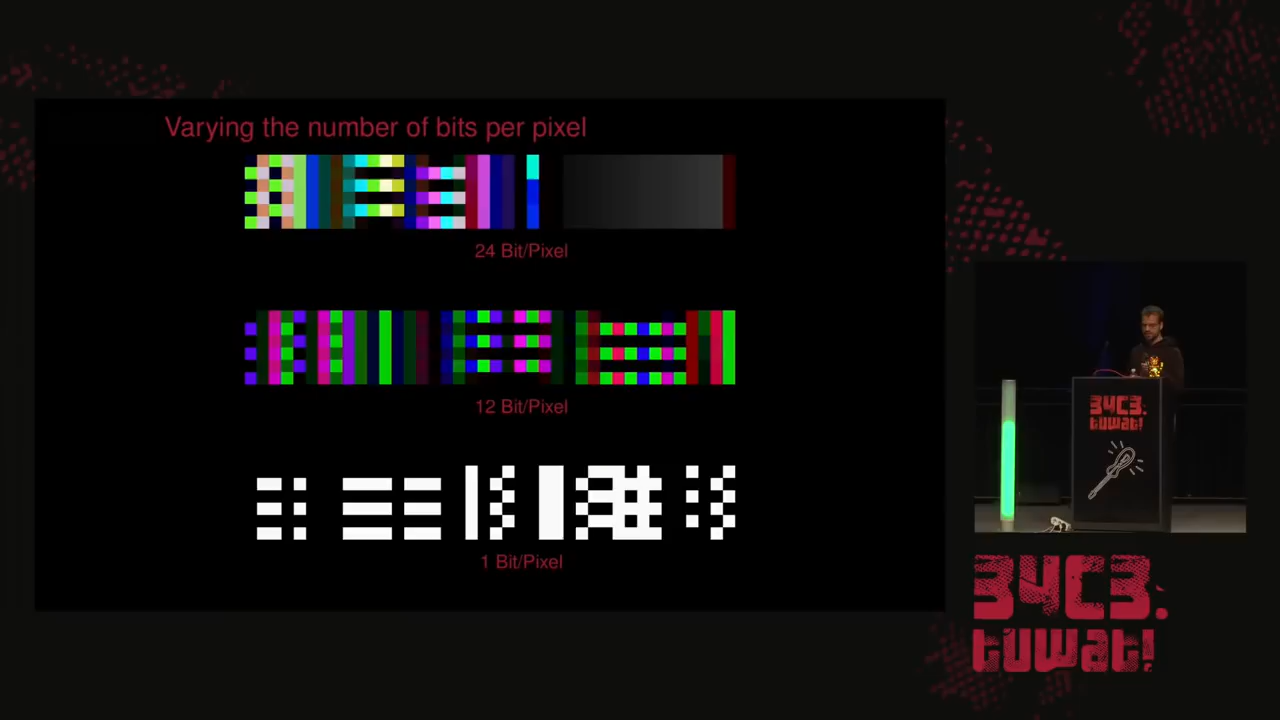 Varying the number of bits per pixel
24 Bit/Pixel
12 Bit/Pixel
1 Bit/Pixel
34C3.
tuwat!
34C3.
tuwat!